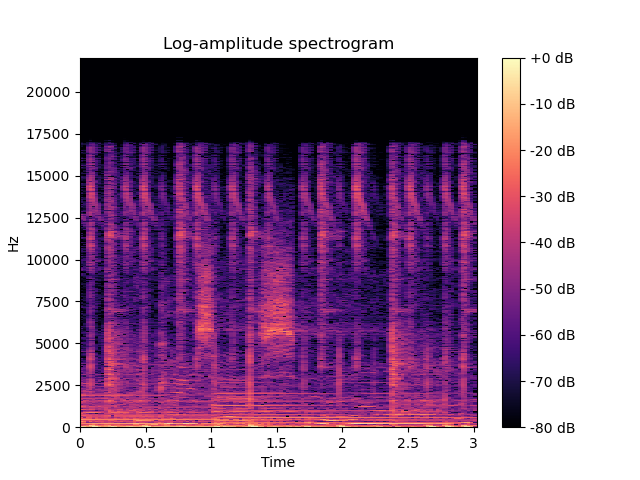 Log-amplitude spectrogram
Hz
20000
17500
15000
12500
10000
7500
5000
2500
0
0 0.5 1 1.5 2 2.5 3
Time
+0 dB
-10 dB
-20 dB
-30 dB
-40 dB
-50 dB
-60 dB
-70 dB
-80 dB